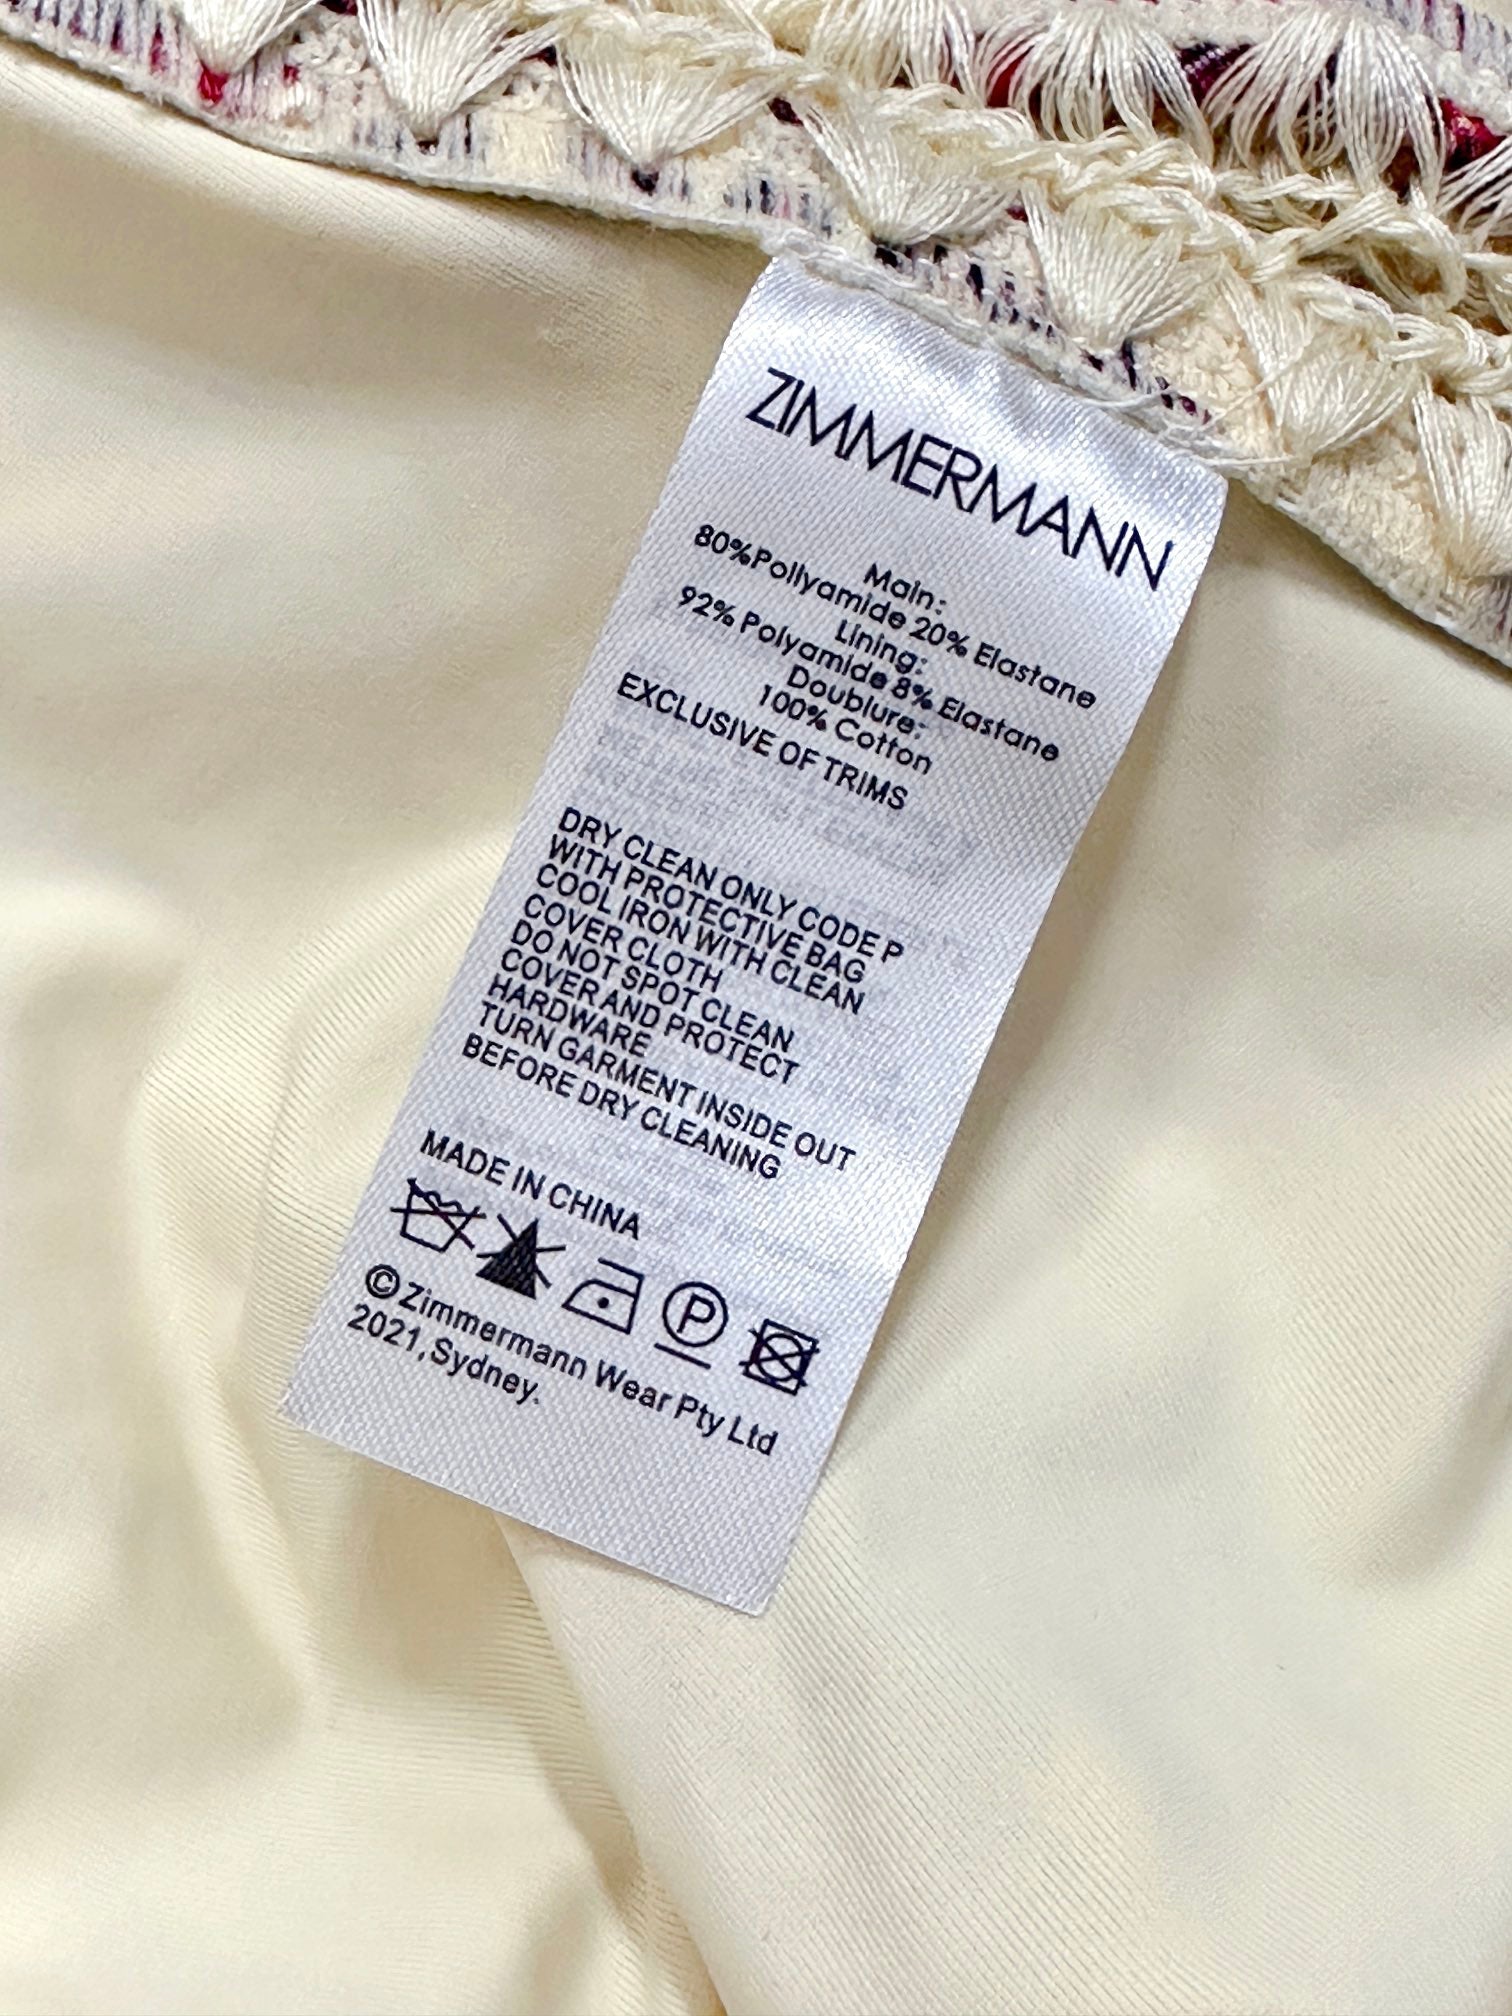 ZIMMERMANN
Main:
80%Pollyamide 20% Elastane
Lining:
92% Polyamide 8% Elastane
Doublure:
100% Cotton
EXCLUSIVE OF TRIMS
DRY CLEAN ONLY CODE P
WITH PROTECTIVE BAG
COOL IRON WITH CLEAN
COVER CLOTH
DO NOT SPOT CLEAN
COVER AND PROTECT
HARDWARE
TURN GARMENT INSIDE OUT
BEFORE DRY CLEANING
MADE IN CHINA
P
©Zimmermann Wear Pty Ltd
2021,Sydney.